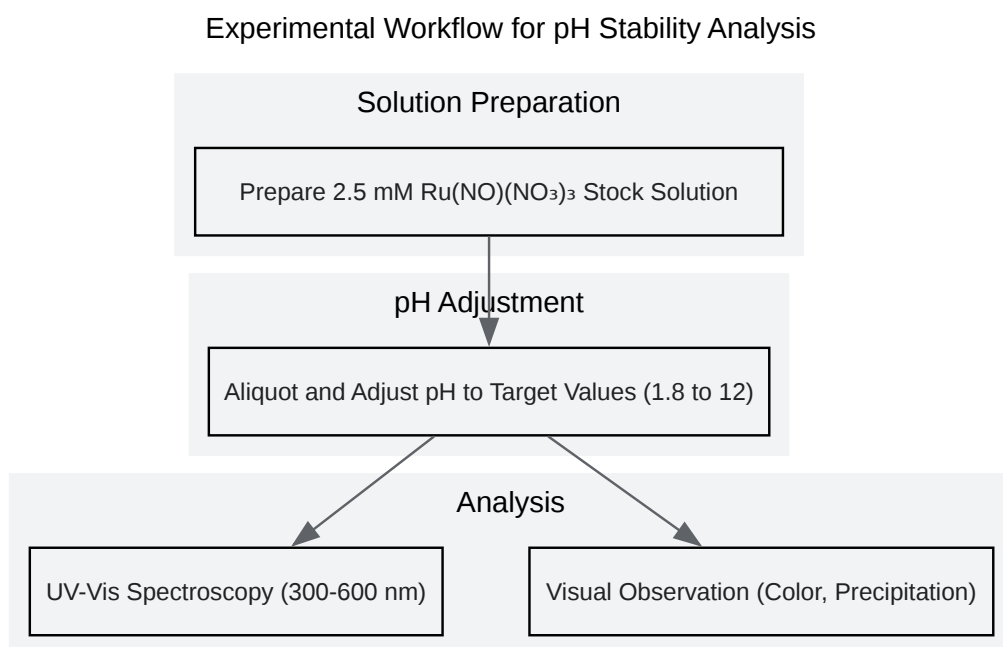 Experimental Workflow for pH Stability Analysis
Solution Preparation
Prepare 2.5 mM Ru(NO)(NO₃)₃ Stock Solution
pH Adjustment
Aliquot and Adjust pH to Target Values (1.8 to 12)
Analysis
UV-Vis Spectroscopy (300-600 nm)
Visual Observation (Color, Precipitation)